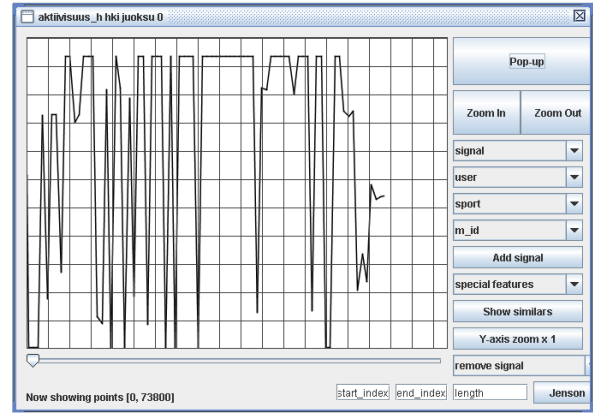 aktiivisuus_h hki juoksu 0
Pop-up
Zoom In
Zoom Out
signal
user
sport
m_id
Add signal
special features
Show similars
Y-axis zoom x 1
remove signal
Now showing points [0, 73800]
start_index
end_index
length
Jenson